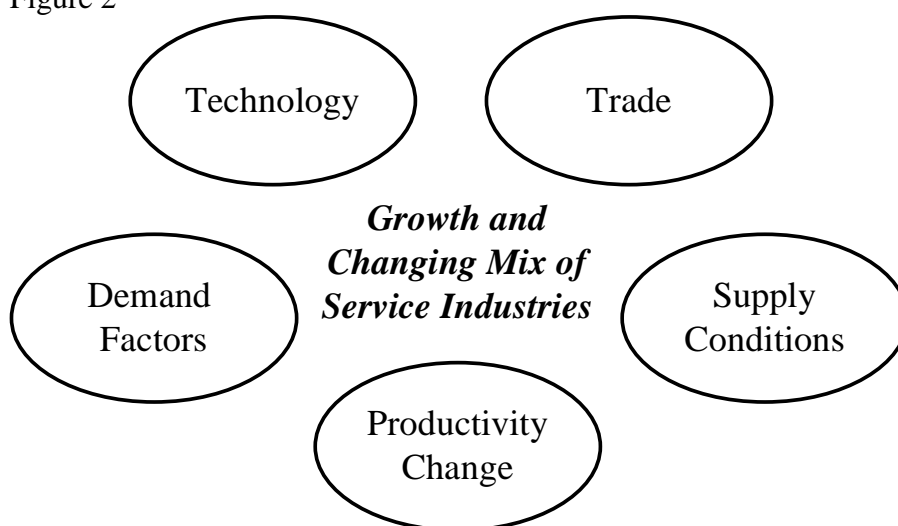 Figure 2
Technology
Trade
Growth and
Changing Mix of
Service Industries
Demand
Factors
Supply
Conditions
Productivity
Change